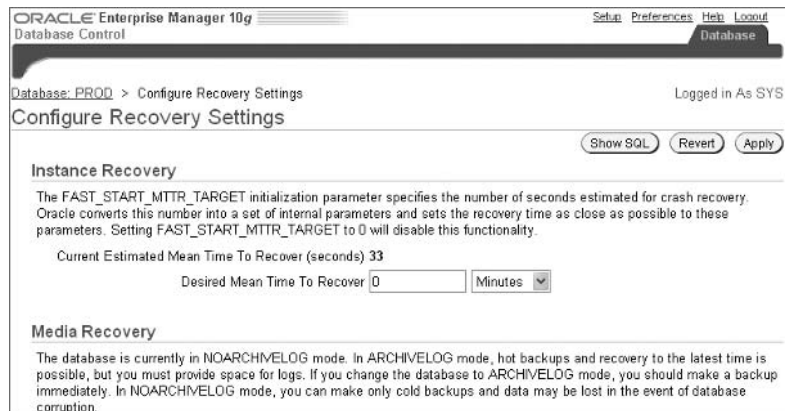 ORACLE Enterprise Manager 10g
Database Control
Setup Preferences Help Logout
Database
Database: PROD > Configure Recovery Settings
Logged in As SYS
Configure Recovery Settings
Show SQL Revert Apply
Instance Recovery
The FAST_START_MTTR_TARGET initialization parameter specifies the number of seconds estimated for crash recovery.
Oracle converts this number into a set of internal parameters and sets the recovery time as close as possible to these
parameters. Setting FAST_START_MTTR_TARGET to 0 will disable this functionality.
Current Estimated Mean Time To Recover (seconds) 33
Desired Mean Time To Recover 0 Minutes
Media Recovery
The database is currently in NOARCHIVELOG mode. In ARCHIVELOG mode, hot backups and recovery to the latest time is
possible, but you must provide space for logs. If you change the database to ARCHIVELOG mode, you should make a backup
immediately. In NOARCHIVELOG mode, you can make only cold backups and data may be lost in the event of database
corruption.